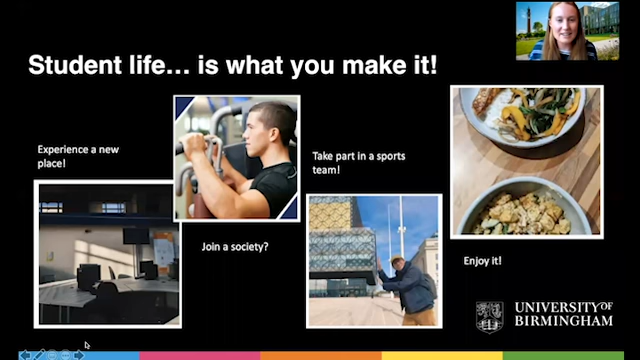 Student life... is what you make it!
Experience a new
place!
Join a society?
Take part in a sports
team!
Enjoy it!
UNIVERSITY OF
BIRMINGHAM